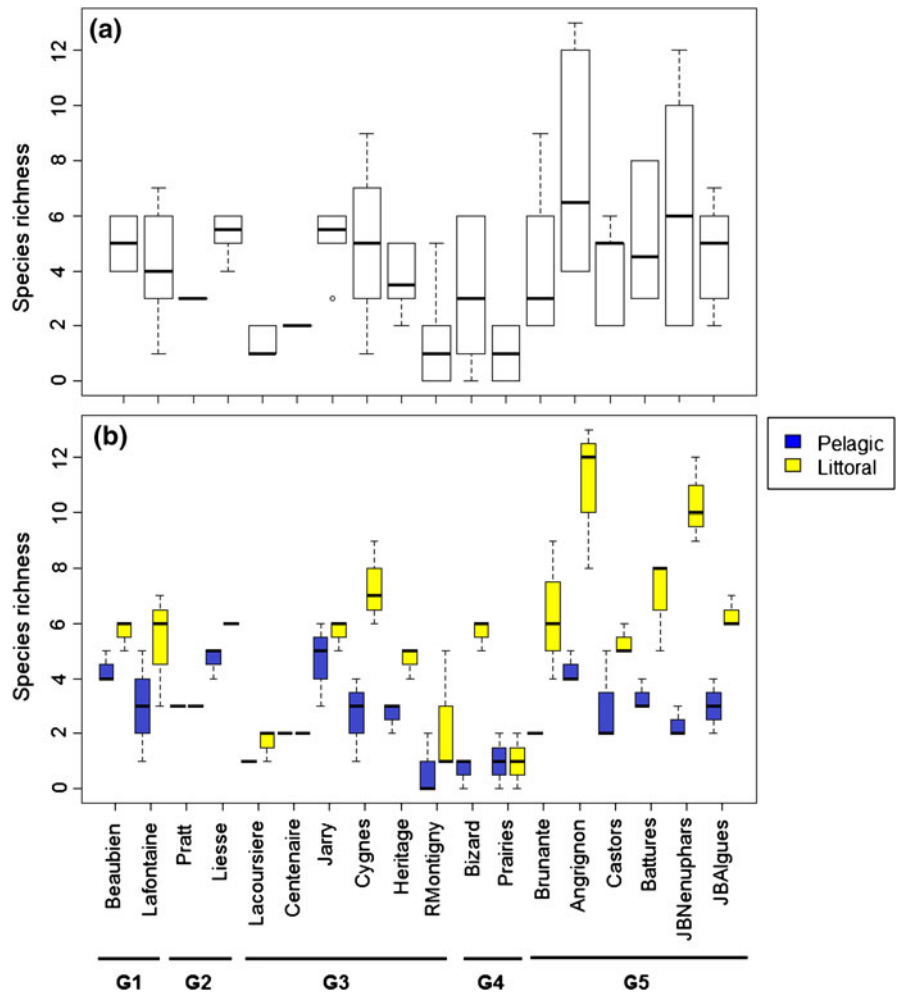 (a)
Species richness
12
10
8
6
4
2
0
(b)
Species richness
12
10
8
6
4
2
0
Pelagic
Littoral
Beaubien
Lafontaine
Pratt
Liesse
Lacoursiere
Centenaire
Jarry
Cygnes
Heritage
RMontigny
Bizard
Prairies
Brunante
Angrignon
Castors
Battures
JBNenuphars
JBAlgues
G1 G2 G3 G4 G5